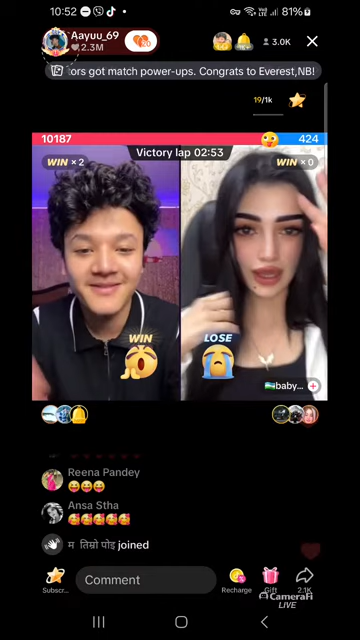 10:52
81%
Aayuu_69
2.3M
20
3.0K
ors got match power-ups. Congrats to Everest,NB!
19/1k
10187
424
WIN × 2
Victory lap 02:53
WIN × 0
WIN
LOSE
baby...
Reena Pandey
Ansa Stha
म तिम्रो पोइ joined
Subscr...
Comment
Recharge
Gift
2.1K
CameraFi
LIVE